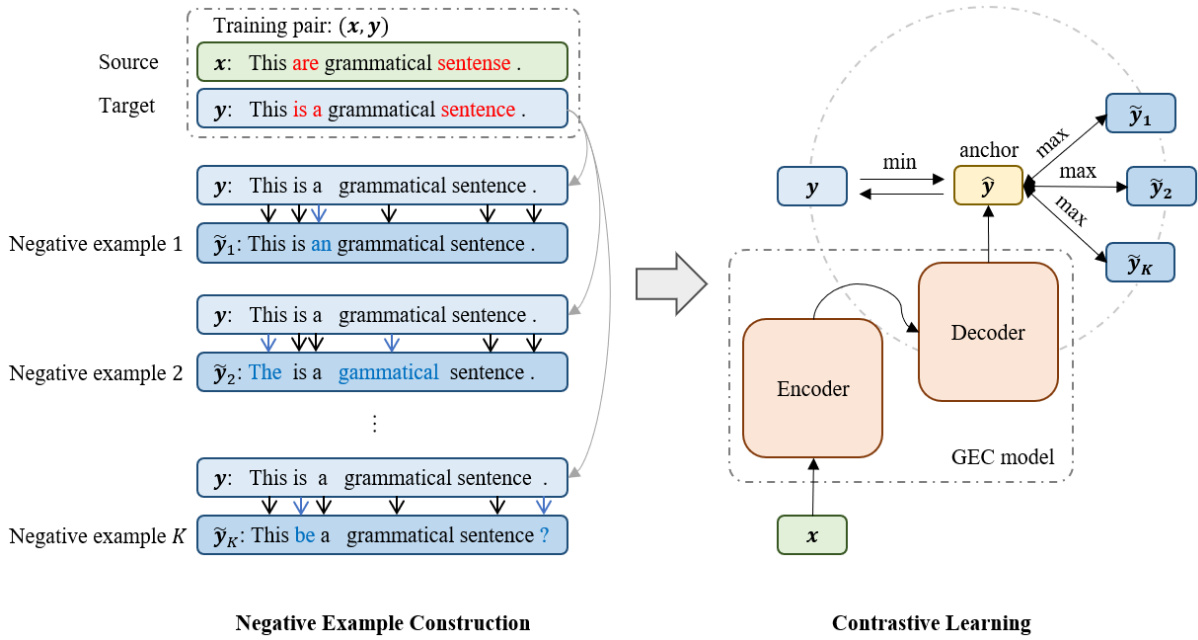 Training pair: (x, y)
Source
x: This are grammatical sentense .
Target
y: This is a grammatical sentence .
y: This is a grammatical sentence .
Negative example 1
ỹ₁: This is an grammatical sentence .
y: This is a grammatical sentence .
Negative example 2
ỹ₂: The is a gammatical sentence .
⋮
y: This is a grammatical sentence .
Negative example K
ỹK: This be a grammatical sentence ?
Negative Example Construction
y
min
anchor
ŷ
max
max
max
ỹ₁
ỹ₂
ỹK
Encoder
Decoder
GEC model
x
Contrastive Learning